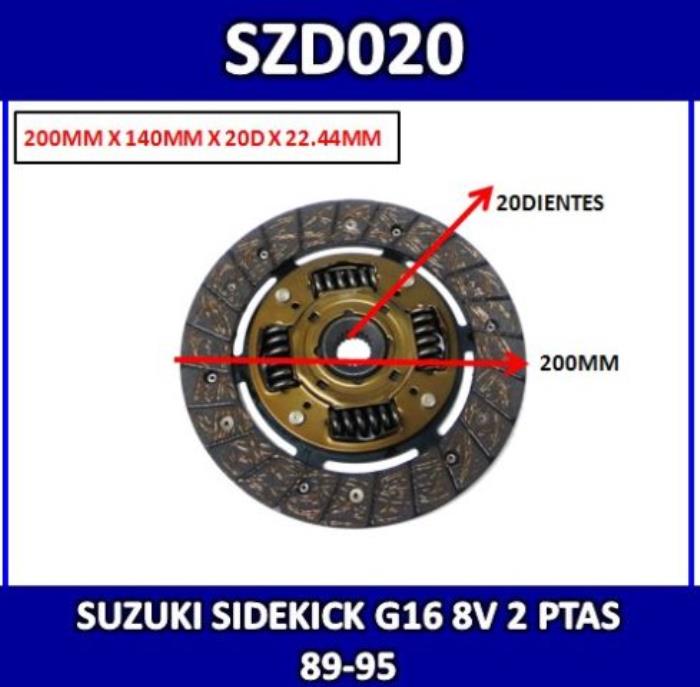 SZD020
200MM X 140MM X 20D X 22.44MM
20DIENTES
200MM
SUZUKI SIDEKICK G16 8V 2 PTAS
89-95